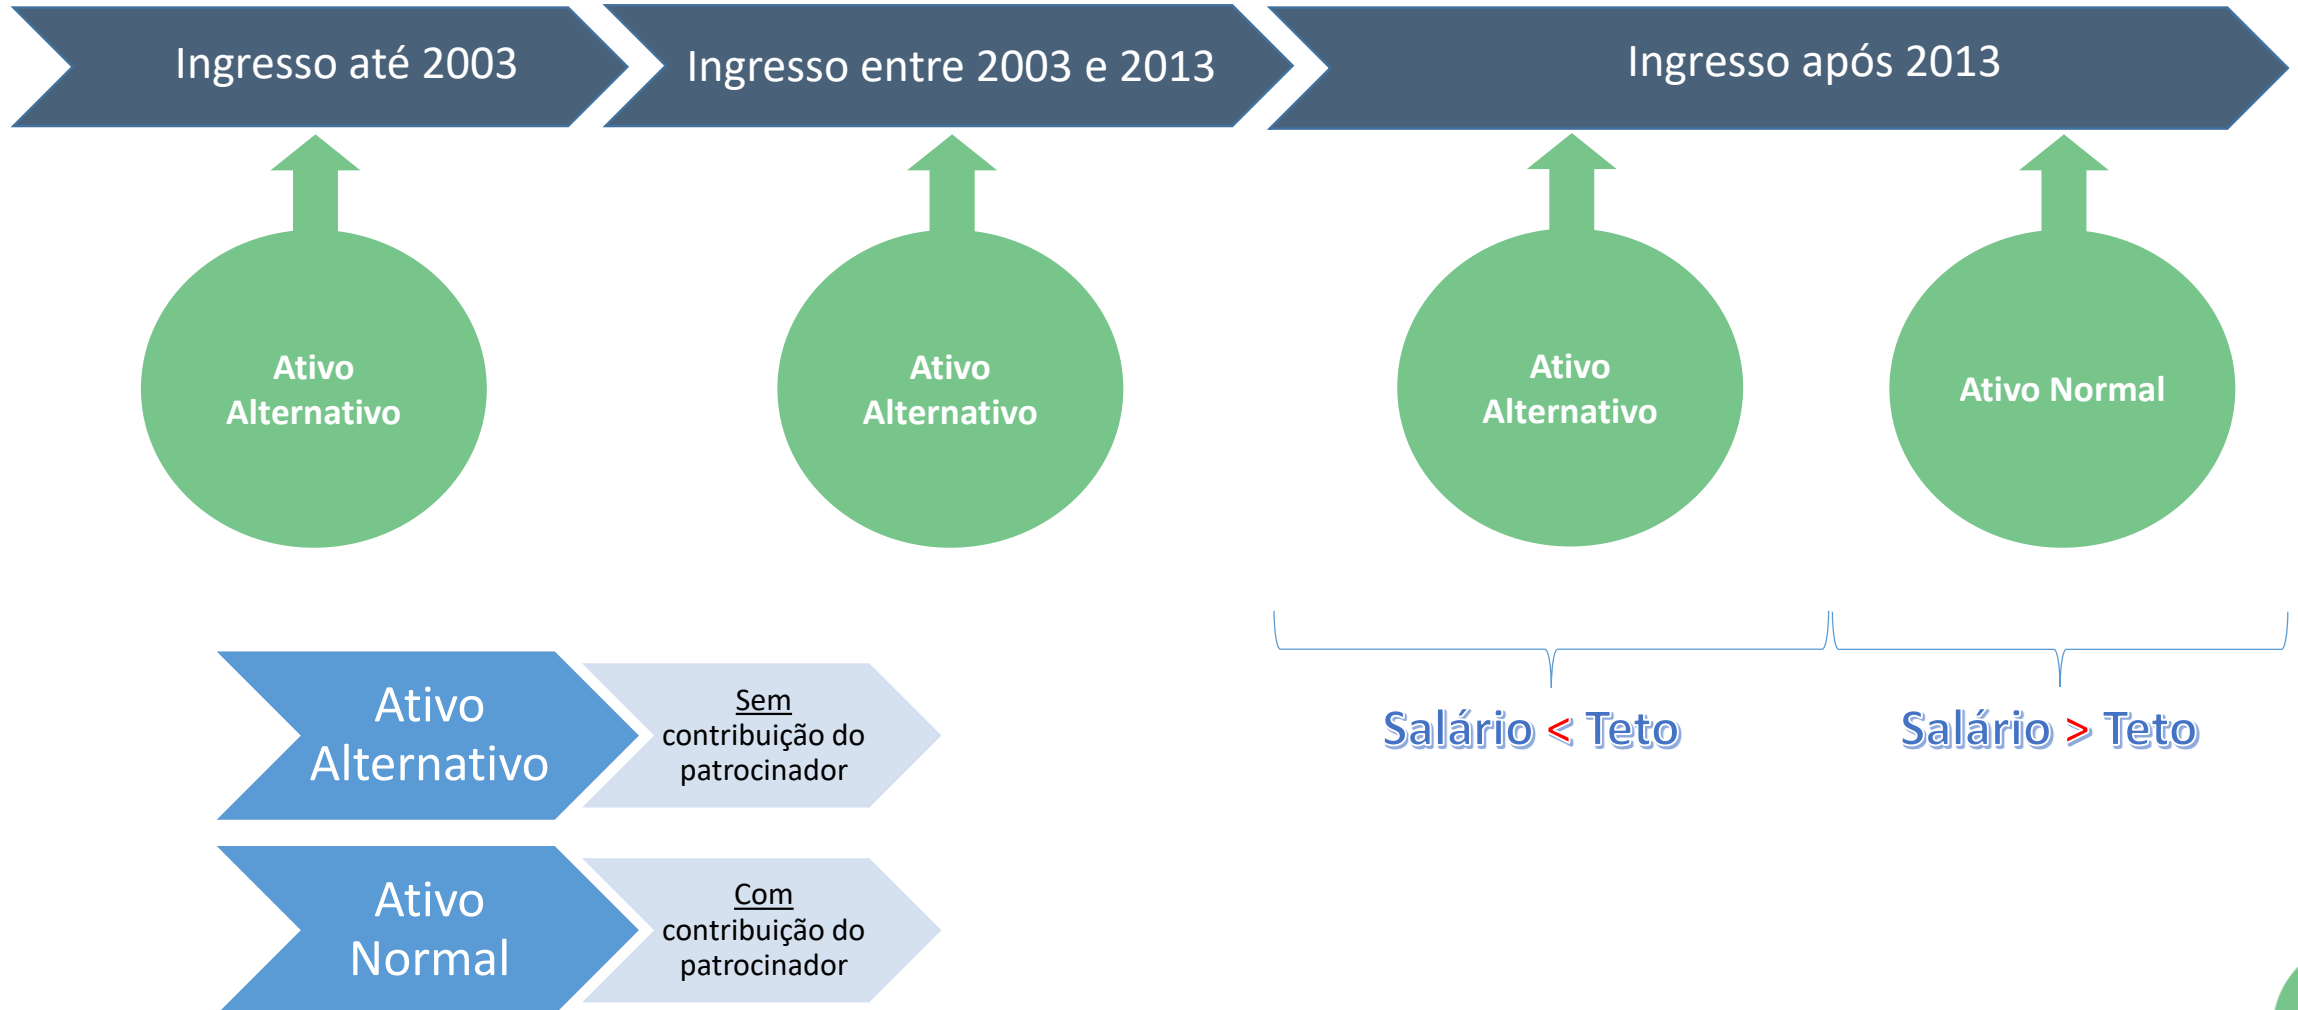 Ingresso até 2003
Ingresso entre 2003 e 2013
Ingresso após 2013
Ativo
Alternativo
Ativo
Alternativo
Ativo
Alternativo
Ativo Normal
Salário < Teto
Salário > Teto
Ativo
Alternativo
Sem
contribuição do
patrocinador
Ativo
Normal
Com
contribuição do
patrocinador